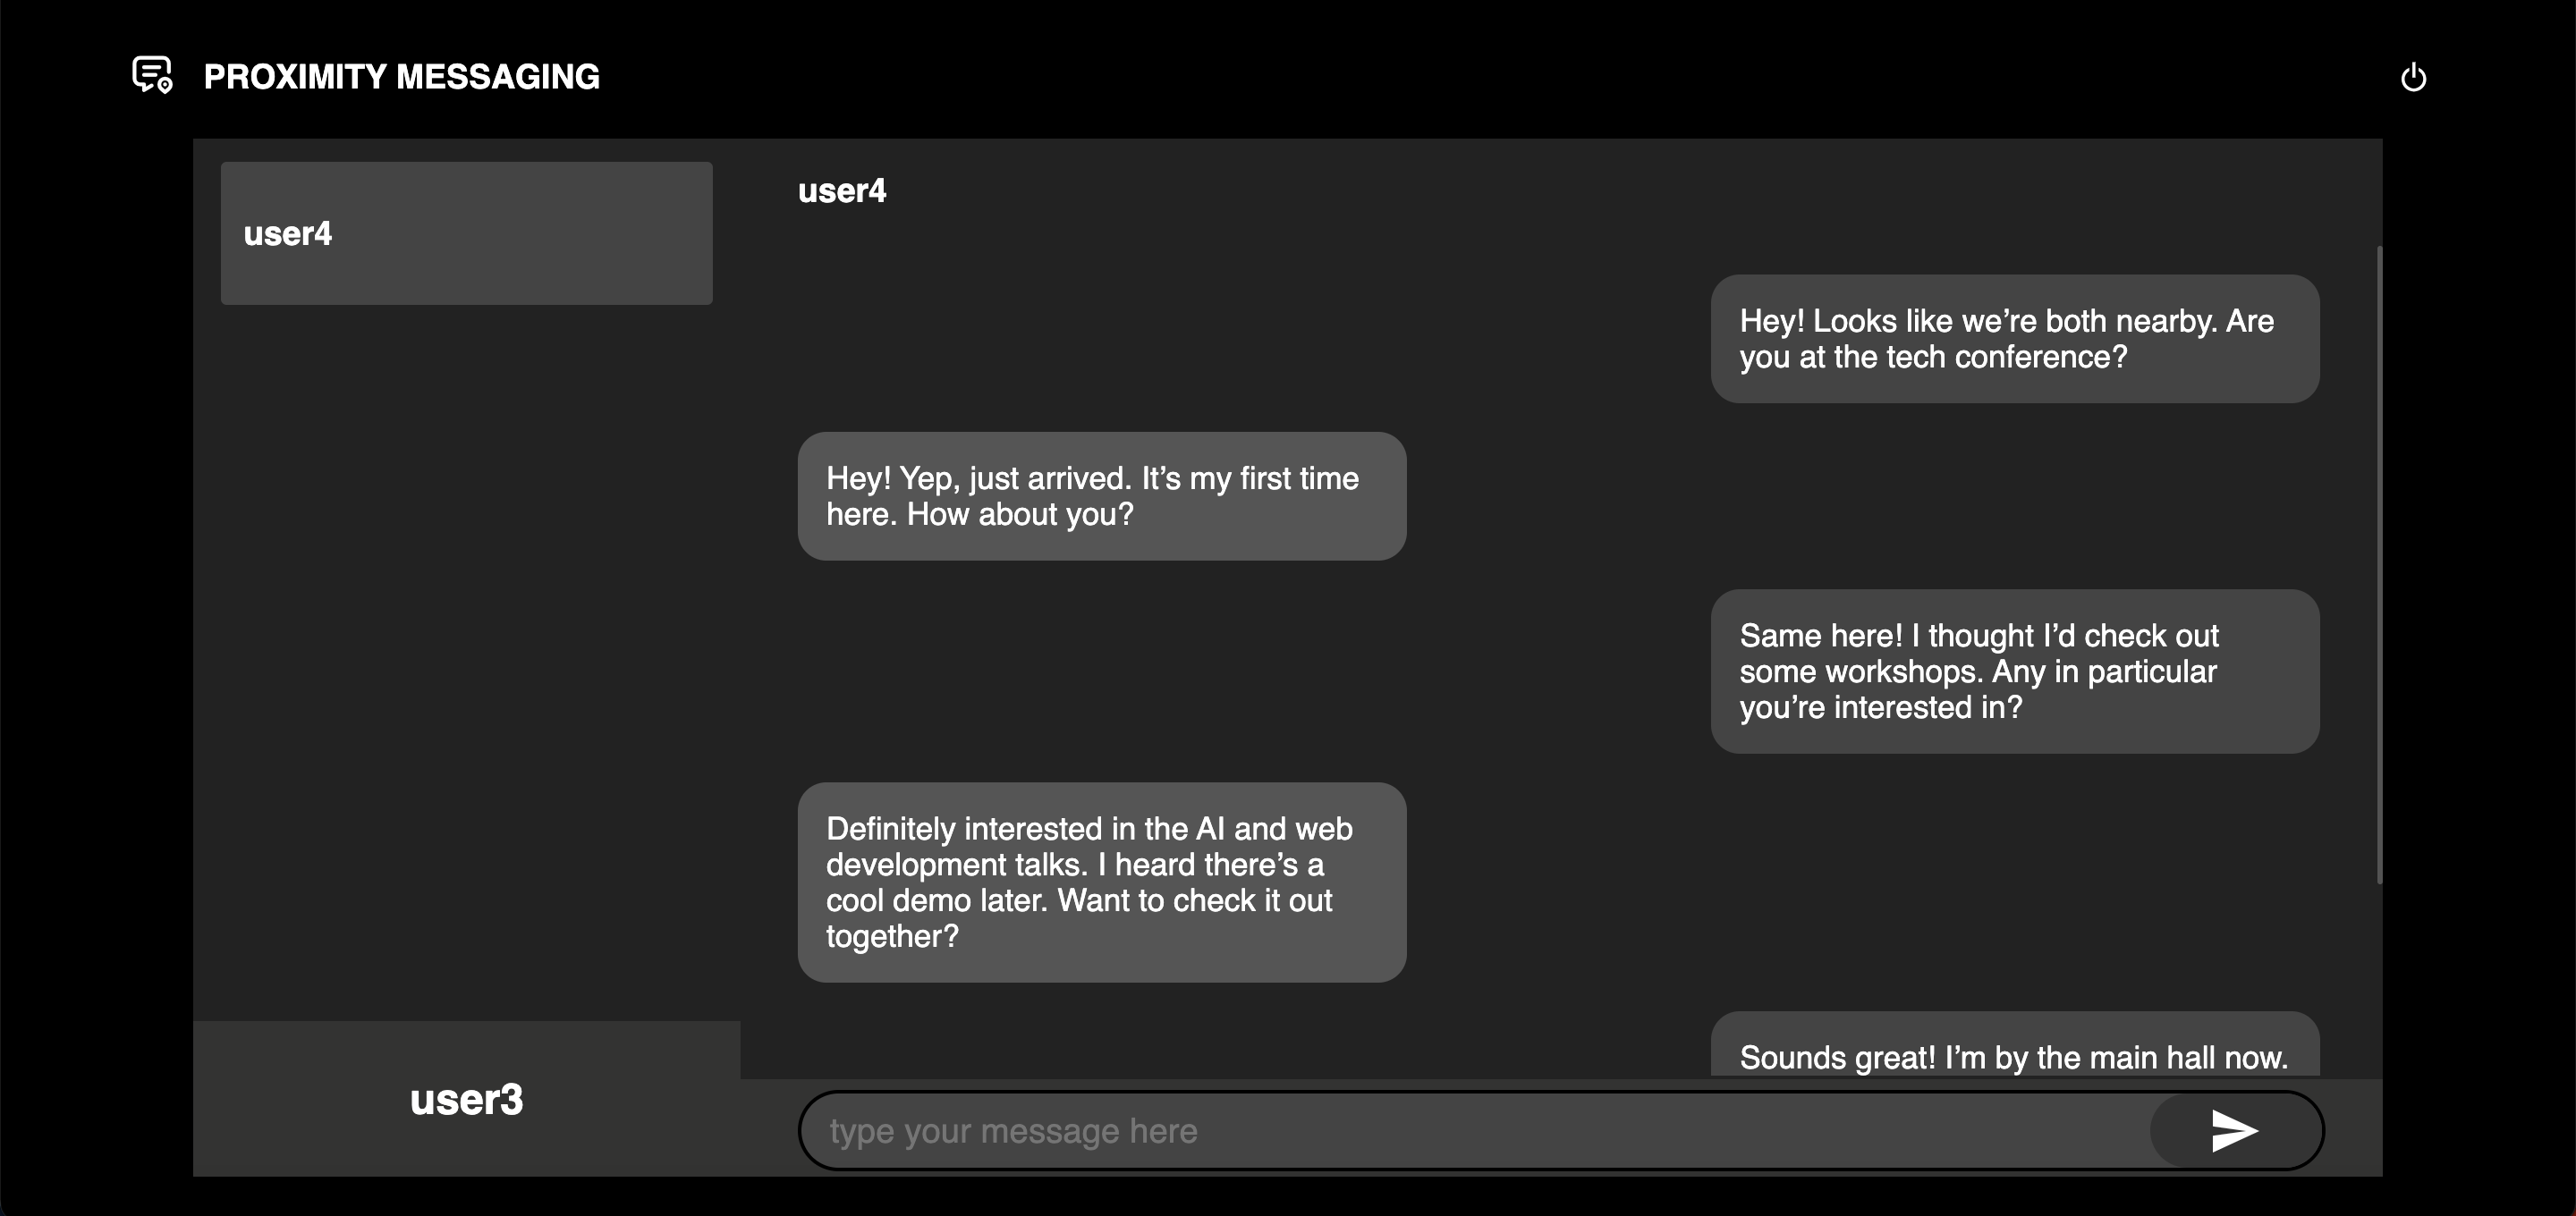 PROXIMITY MESSAGING
user4
user4
Hey! Looks like we’re both nearby. Are
you at the tech conference?
Hey! Yep, just arrived. It’s my first time
here. How about you?
Same here! I thought I’d check out
some workshops. Any in particular
you’re interested in?
Definitely interested in the AI and web
development talks. I heard there’s a
cool demo later. Want to check it out
together?
Sounds great! I’m by the main hall now.
user3
type your message here